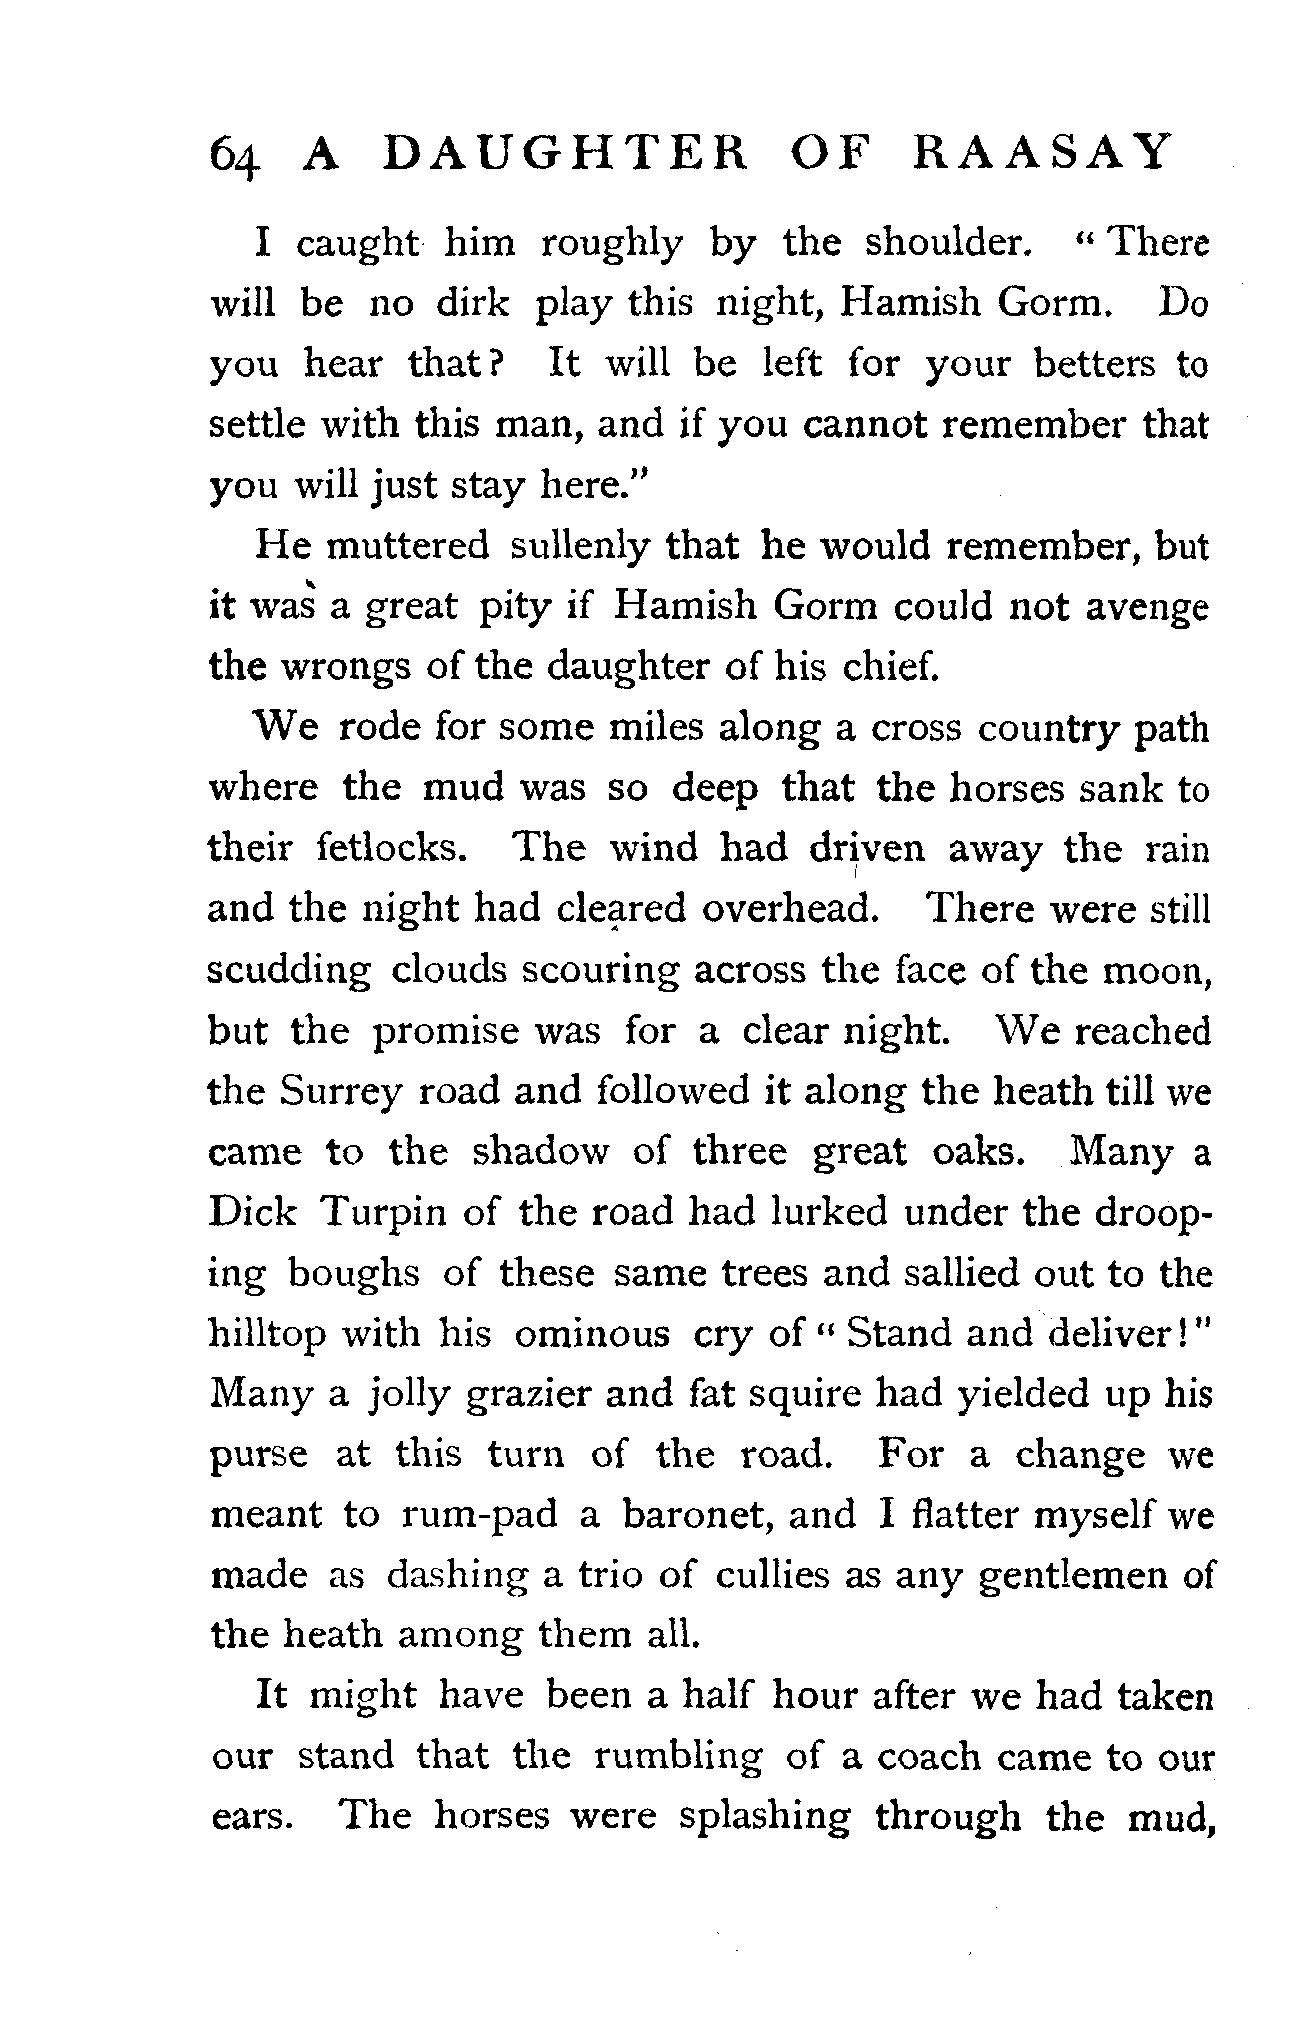 64 A DAUGHTER OF RAASAY
I caught him roughly by the shoulder. “ There
will be no dirk play this night, Hamish Gorm. Do
you hear that? It will be left for your betters to
settle with this man, and if you cannot remember that
you will just stay here.”
He muttered sullenly that he would remember, but
it was a great pity if Hamish Gorm could not avenge
the wrongs of the daughter of his chief.
We rode for some miles along a cross country path
where the mud was so deep that the horses sank to
their fetlocks. The wind had driven away the rain
and the night had cleared overhead. There were still
scudding clouds scouring across the face of the moon,
but the promise was for a clear night. We reached
the Surrey road and followed it along the heath till we
came to the shadow of three great oaks. Many a
Dick Turpin of the road had lurked under the droop-
ing boughs of these same trees and sallied out to the
hilltop with his ominous cry of “ Stand and deliver!”
Many a jolly grazier and fat squire had yielded up his
purse at this turn of the road. For a change we
meant to rum-pad a baronet, and I flatter myself we
made as dashing a trio of cullies as any gentlemen of
the heath among them all.
It might have been a half hour after we had taken
our stand that the rumbling of a coach came to our
ears. The horses were splashing through the mud,